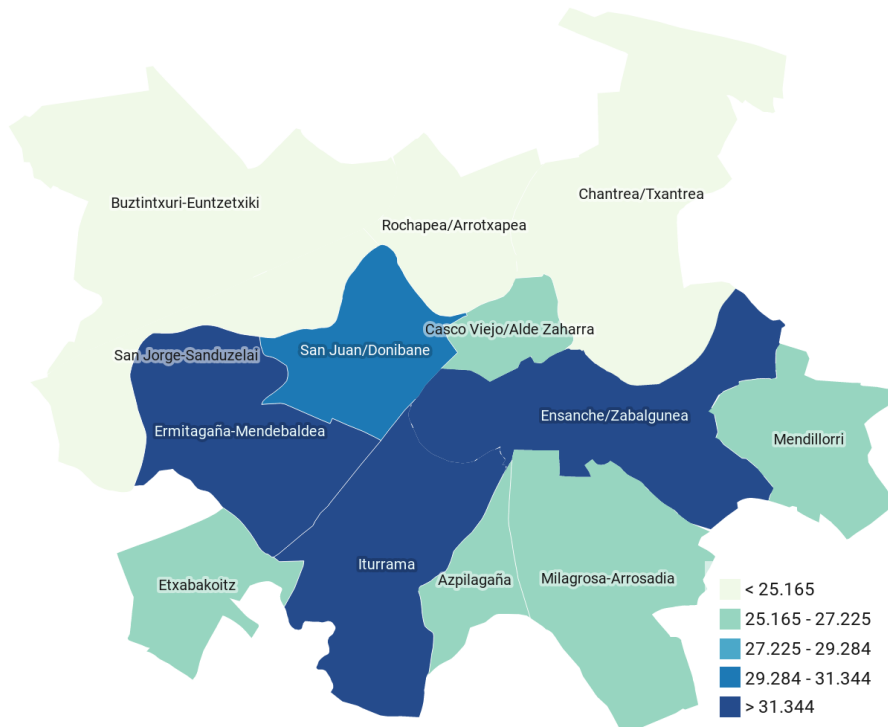 Chantrea/Txantrea
Buztintxuri-Euntzetxiki
Rochapea/Arrotxapea
Casco Viejo/Alde Zaharra
San Juan/Donibane
San Jorge-Sanduzelai
Ensanche/Zabalgunea
Ermitagaña-Mendebaldea
Mendillorri
Iturrama
Azpilagaña
Milagrosa-Arrosadia
Etxabakoitz
< 25.165
25.165 - 27.225
27.225 - 29.284
29.284 - 31.344
> 31.344